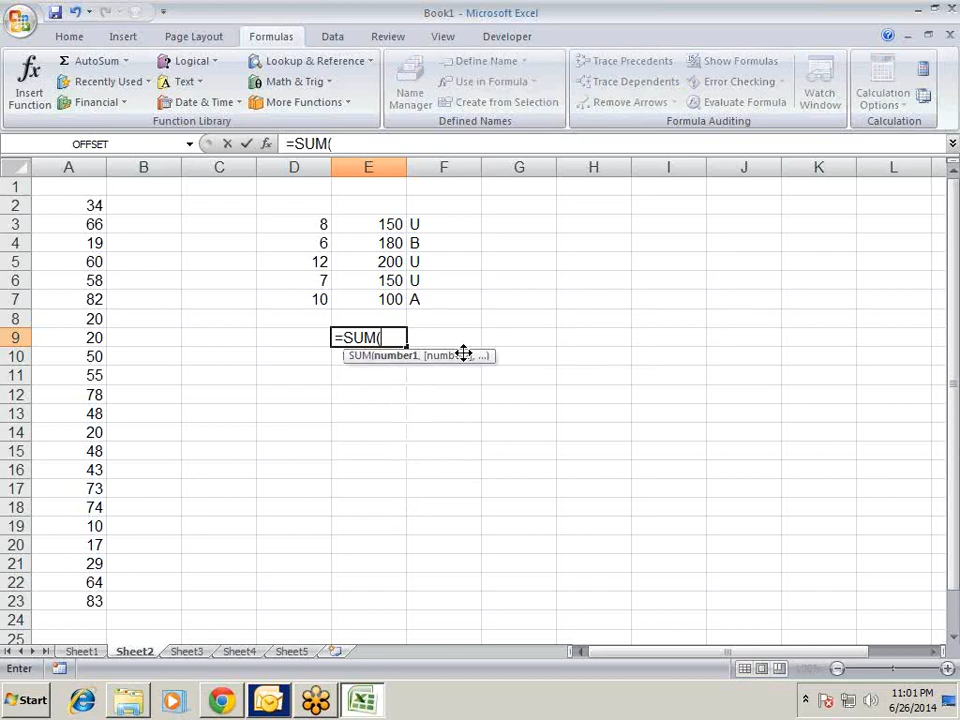 Book1 - Microsoft Excel
Home Insert Page Layout Formulas Data Review View Developer
fx Insert Function
Σ AutoSum
Recently Used
Financial
Logical
Text
Date & Time
Lookup & Reference
Math & Trig
More Functions
Function Library
Name Manager
Define Name
Use in Formula
Create from Selection
Defined Names
Trace Precedents
Trace Dependents
Remove Arrows
Show Formulas
Error Checking
Evaluate Formula
Formula Auditing
Watch Window
Calculation Options
Calculation
OFFSET fx =SUM(
A B C D E F G H I J K L
1
2 34
3 66 8 150 U
4 19 6 180 B
5 60 12 200 U
6 58 7 150 U
7 82 10 100 A
8 20
9 20 =SUM(
10 50 SUM(number1, [numb , ...)
11 55
12 78
13 48
14 20
15 48
16 43
17 73
18 74
19 10
20 17
21 29
22 64
23 83
24
25
Sheet1 Sheet2 Sheet3 Sheet4 Sheet5
Enter 100%
Start 11:01 PM
6/26/2014